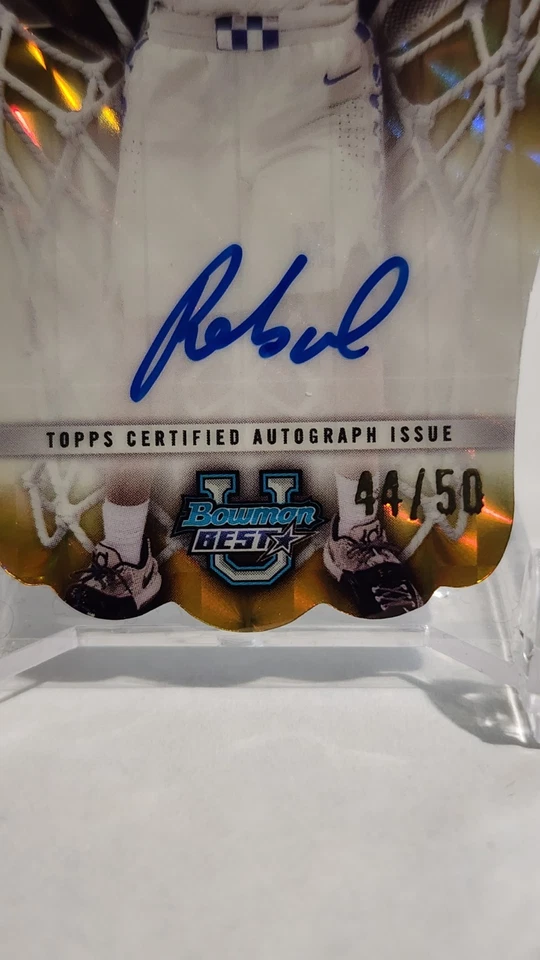 TOPPS CERTIFIED AUTOGRAPH ISSUE
44/50
U
Bowman
BEST